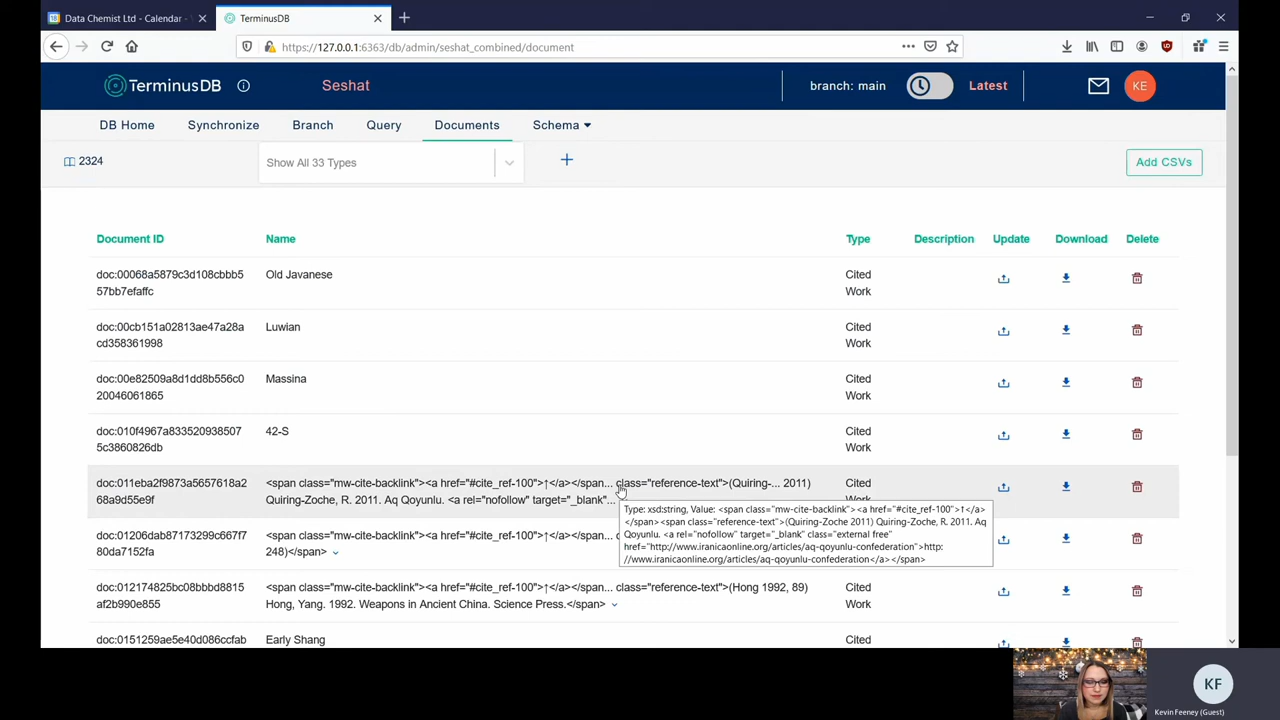 Data Chemist Ltd - Calendar -
TerminusDB
https://127.0.0.1:6363/db/admin/seshat_combined/document
TerminusDB
Seshat
branch: main
Latest
KE
DB Home
Synchronize
Branch
Query
Documents
Schema
2324
Show All 33 Types
Add CSVs
Document ID
Name
Type
Description
Update
Download
Delete
doc:00068a5879c3d108cbbb5
57bb7efaffc
Old Javanese
Cited
Work
doc:00cb151a02813ae47a28a
cd358361998
Luwian
Cited
Work
doc:00e82509a8d1dd8b556c0
20046061865
Massina
Cited
Work
doc:010f4967a833520938507
5c3860826db
42-S
Cited
Work
doc:011eba2f9873a5657618a2
68a9d55e9f
<span class="mw-cite-backlink"><a href="#cite_ref-100">↑</a></span... class="reference-text">(Quiring-... 2011)
Quiring-Zoche, R. 2011. Aq Qoyunlu. <a rel="nofollow" target="_blank"...
Cited
Work
Type: xsd:string, Value: <span class="mw-cite-backlink"><a href="#cite_ref-100">↑</a>
</span><span class="reference-text">(Quiring-Zoche 2011) Quiring-Zoche, R. 2011. Aq
Qoyunlu. <a rel="nofollow" target="_blank" class="external free"
href="http://www.iranicaonline.org/articles/aq-qoyunlu-confederation">http:
//www.iranicaonline.org/articles/aq-qoyunlu-confederation</a></span>
doc:01206dab87173299c667f7
80da7152fa
<span class="mw-cite-backlink"><a href="#cite_ref-100">↑</a></span...
248)</span>
doc:012174825bc08bbbd8815
af2b990e855
<span class="mw-cite-backlink"><a href="#cite_ref-100">↑</a></span... class="reference-text">(Hong 1992, 89)
Hong, Yang. 1992. Weapons in Ancient China. Science Press.</span>
Cited
Work
doc:0151259ae5e40d086ccfab
Early Shang
Cited
KF
Kevin Feeney (Guest)